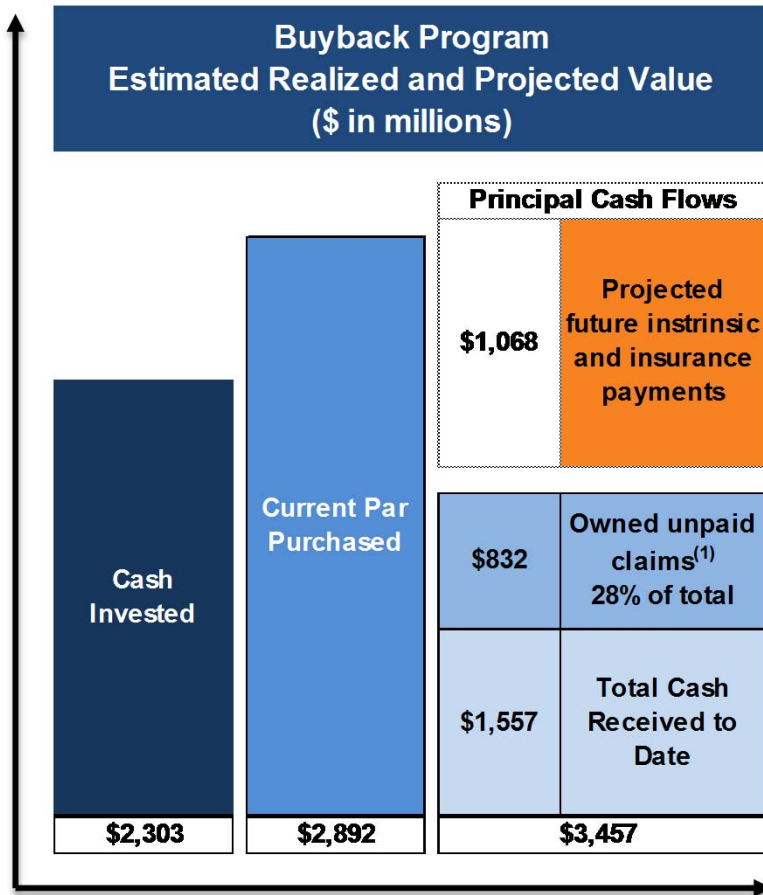 Buyback Program
Estimated Realized and Projected Value
($ in millions)
Principal Cash Flows
$1,068
Projected
future instrinsic
and insurance
payments
Current Par
Purchased
$832
Owned unpaid
claims(1)
28% of total
Cash
Invested
$1,557
Total Cash
Received to
Date
$2,303
$2,892
$3,457